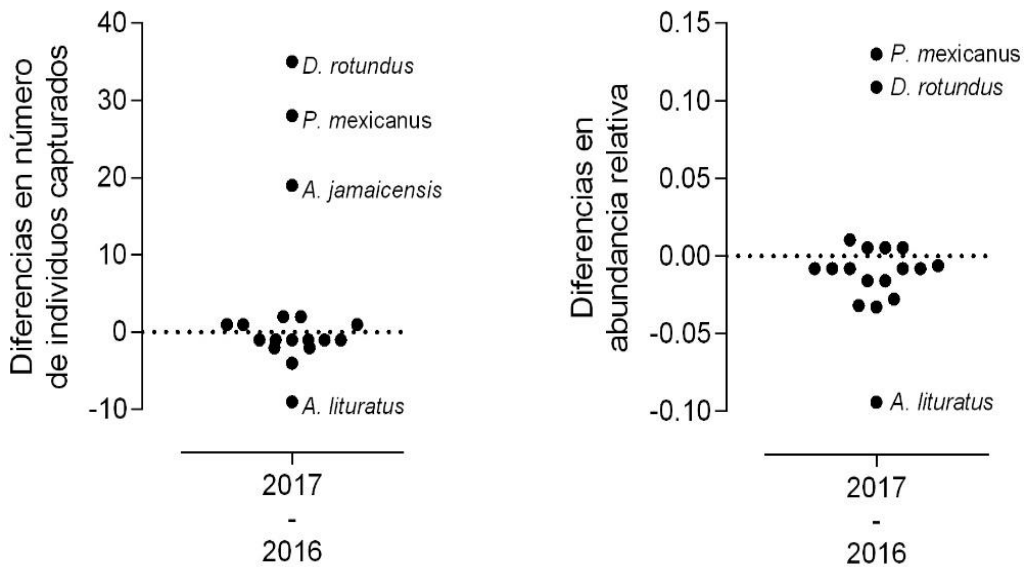 Diferencias en número
de individuos capturados
40
30
20
10
0
-10
D. rotundus
P. mexicanus
A. jamaicensis
A. lituratus
2017
-
2016
Diferencias en
abundancia relativa
0.15
0.10
0.05
0.00
-0.05
-0.10
P. mexicanus
D. rotundus
A. lituratus
2017
-
2016